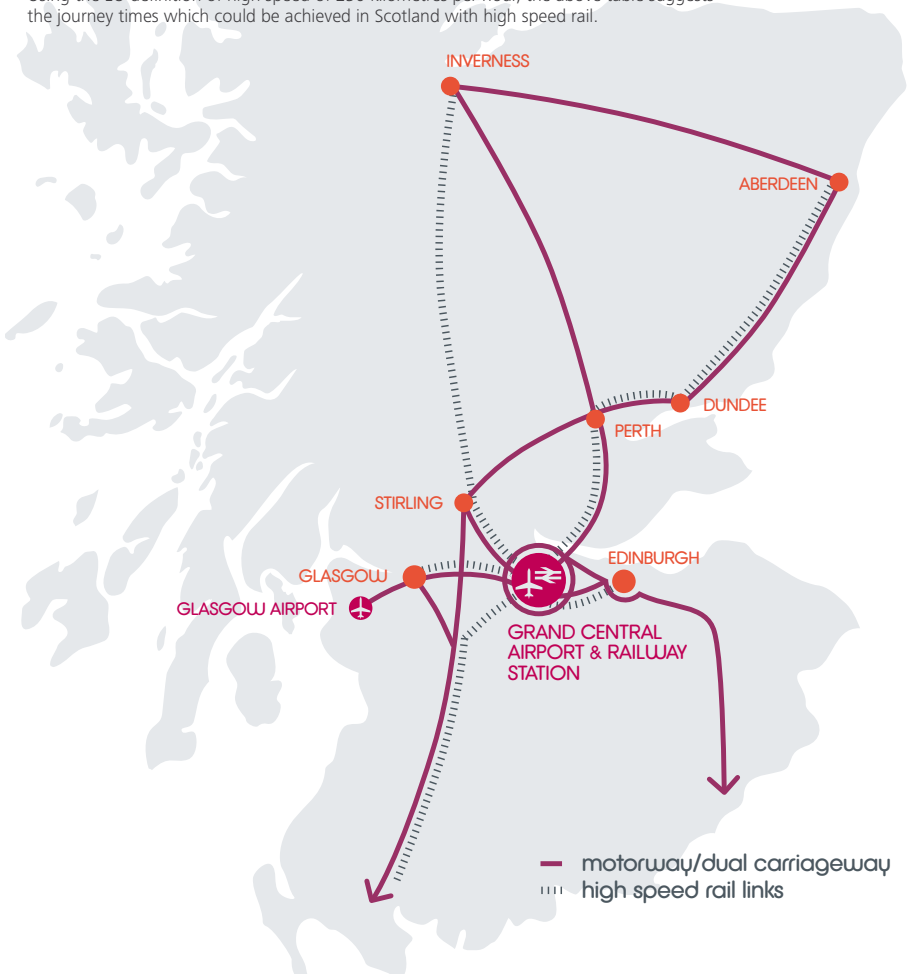 the journey times which could be achieved in Scotland with high speed rail.
INVERNESS
ABERDEEN
DUNDEE
PERTH
STIRLING
EDINBURGH
GLASGOW
GLASGOW AIRPORT
GRAND CENTRAL
AIRPORT & RAILWAY
STATION
motorway/dual carriageway
high speed rail links